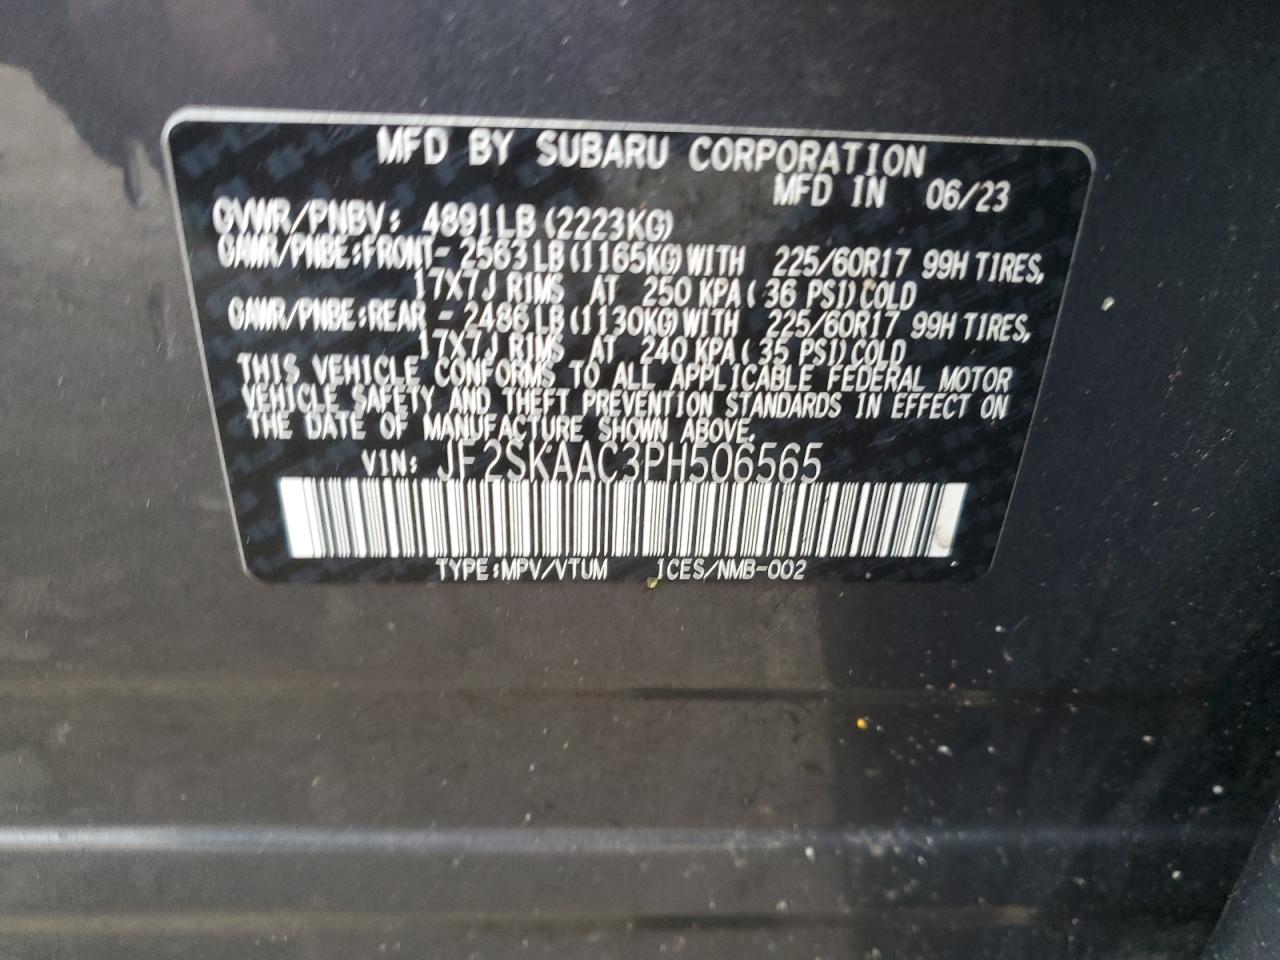 MFD BY SUBARU CORPORATION
MFD IN 06/23
GVWR/PNBV: 4891LB (2223KG)
GAWR/PNBE:FRONT- 2563LB (1165KG) WITH 225/60R17 99H TIRES,
17X7J RIMS AT 250 KPA (36 PSI) COLD
GAWR/PNBE:REAR - 2486LB (1130KG) WITH 225/60R17 99H TIRES,
17X7J RIMS AT 240 KPA (35 PSI) COLD
THIS VEHICLE CONFORMS TO ALL APPLICABLE FEDERAL MOTOR
VEHICLE SAFETY AND THEFT PREVENTION STANDARDS IN EFFECT ON
THE DATE OF MANUFACTURE SHOWN ABOVE.
VIN: JF2SKAAC3PH506565
TYPE:MPV/VTUM ICES/NMB-002